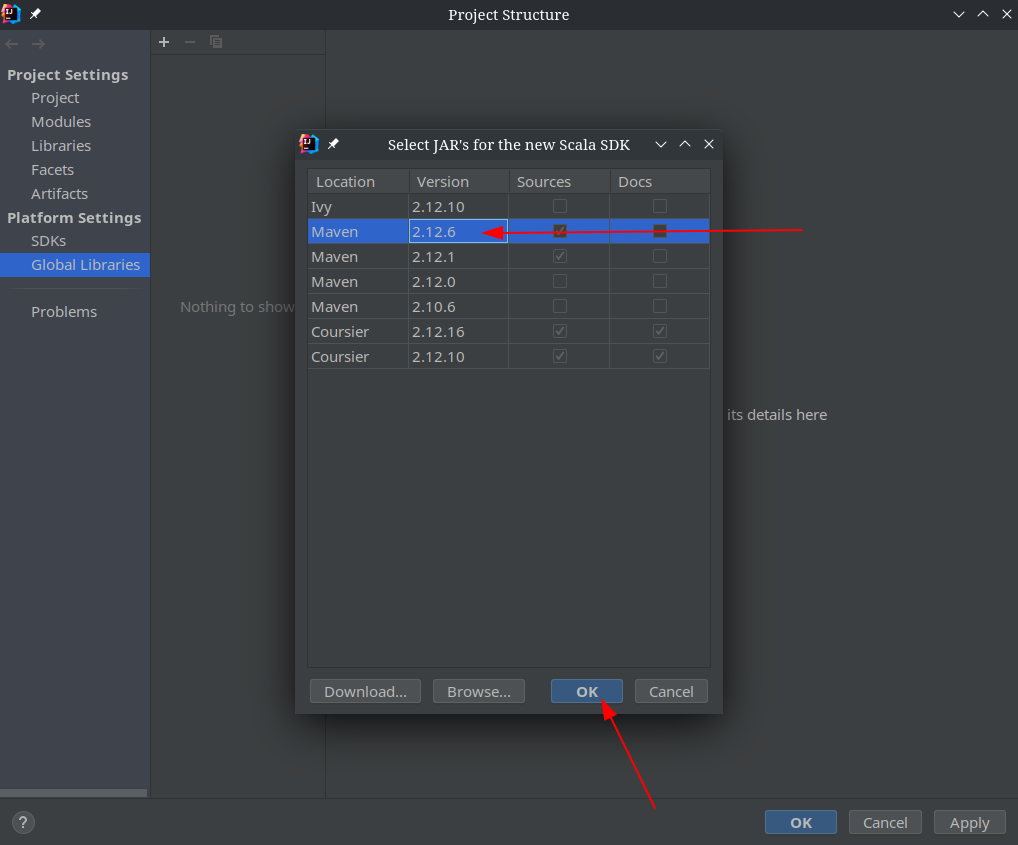 Project Structure
Project Settings
Project
Modules
Libraries
Facets
Artifacts
Platform Settings
SDKs
Global Libraries
Problems
Nothing to show
Select JAR's for the new Scala SDK
Location Version Sources Docs
Ivy 2.12.10
Maven 2.12.6
Maven 2.12.1
Maven 2.12.0
Maven 2.10.6
Coursier 2.12.16
Coursier 2.12.10
Download... Browse... OK Cancel
its details here
? OK Cancel Apply